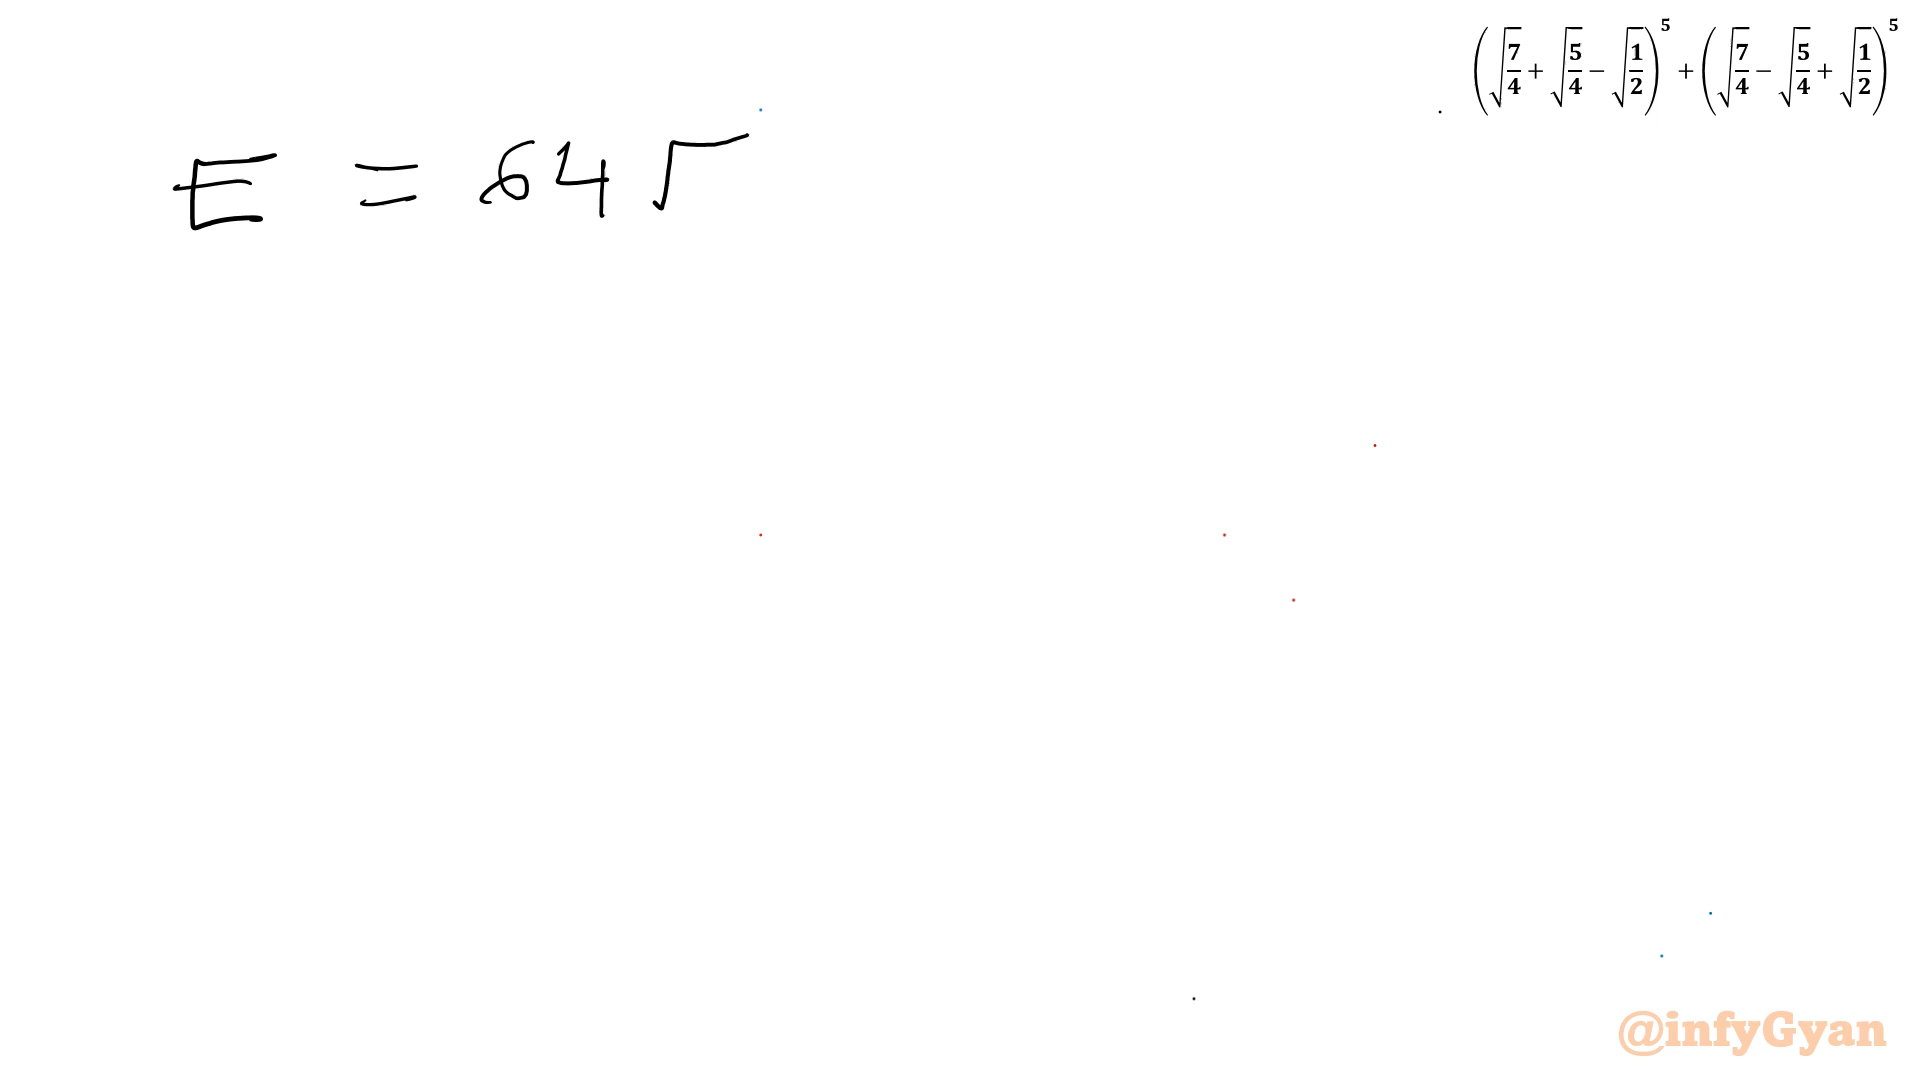 (√(7/4) + √(5/4) − √(1/2))⁵ + (√(7/4) − √(5/4) + √(1/2))⁵
E = 64 √
@infyGyan